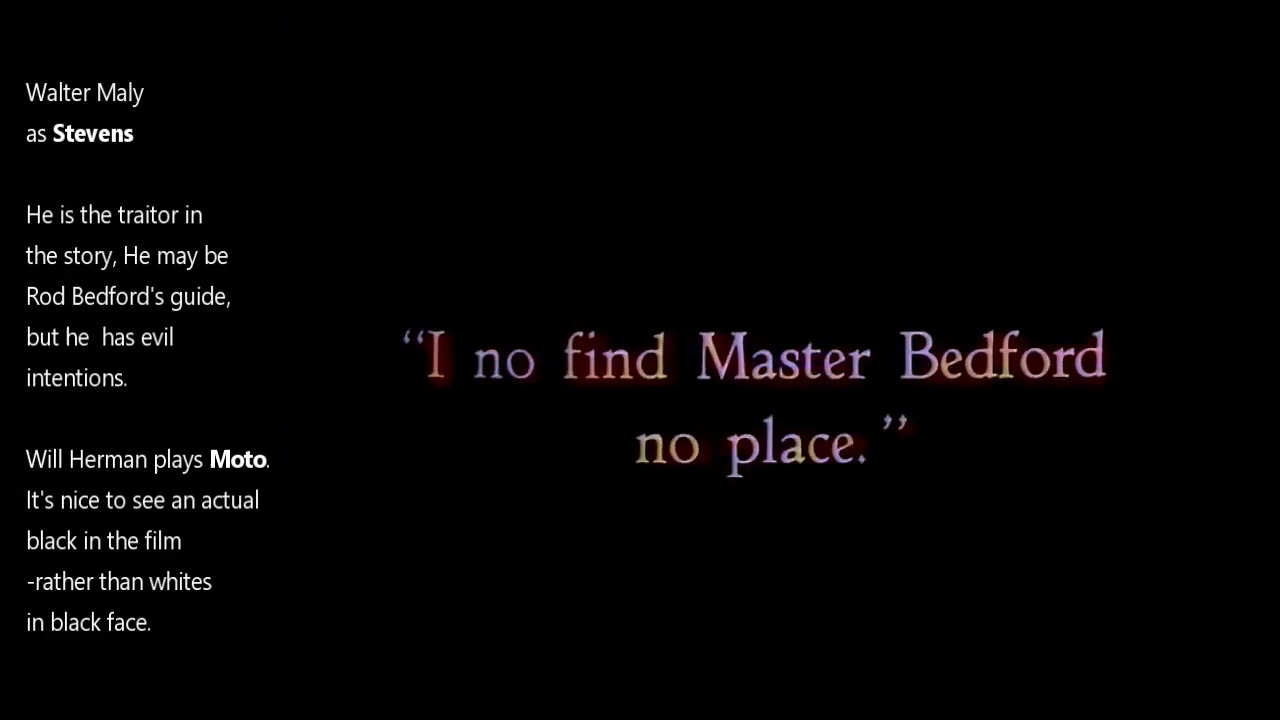 Walter Maly
as Stevens
He is the traitor in
the story, He may be
Rod Bedford's guide,
but he  has evil
intentions.
Will Herman plays Moto.
It's nice to see an actual
black in the film
-rather than whites
in black face.
“I no find Master Bedford
no place.”